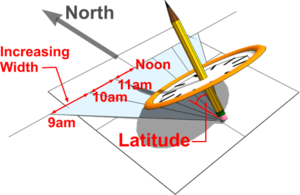 North
Increasing
Width
Noon
11am
10am
9am
Latitude